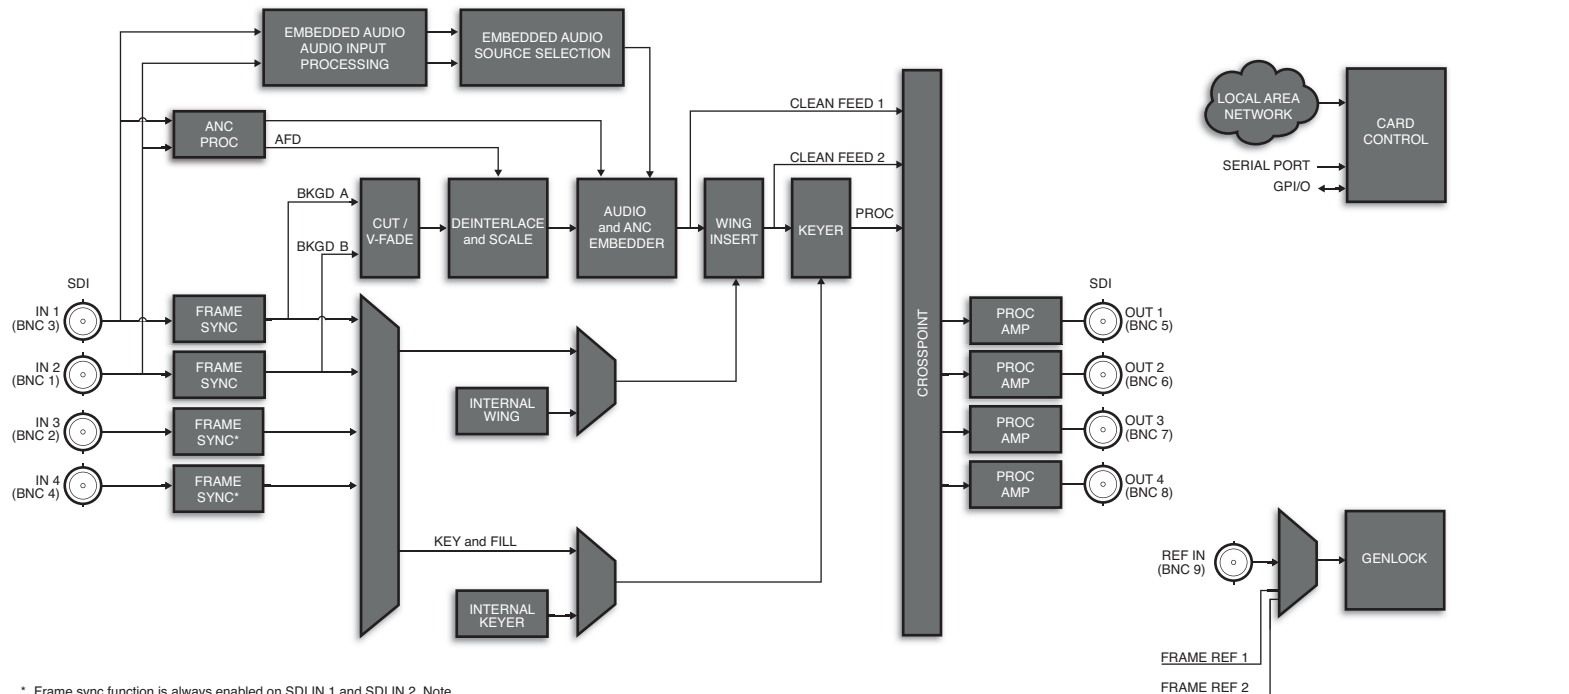 EMBEDDED AUDIO
AUDIO INPUT
PROCESSING
EMBEDDED AUDIO
SOURCE SELECTION
ANC
PROC
AFD
BKGD A
BKGD B
CUT /
V-FADE
DEINTERLACE
and SCALE
AUDIO
and ANC
EMBEDDER
WING
INSERT
KEYER
CLEAN FEED 1
CLEAN FEED 2
PROC
CROSSPOINT
LOCAL AREA
NETWORK
SERIAL PORT
GPI/O
CARD
CONTROL
SDI
IN 1
(BNC 3)
FRAME
SYNC
IN 2
(BNC 1)
FRAME
SYNC
IN 3
(BNC 2)
FRAME
SYNC*
IN 4
(BNC 4)
FRAME
SYNC*
INTERNAL
WING
KEY and FILL
INTERNAL
KEYER
SDI
PROC
AMP
OUT 1
(BNC 5)
PROC
AMP
OUT 2
(BNC 6)
PROC
AMP
OUT 3
(BNC 7)
PROC
AMP
OUT 4
(BNC 8)
REF IN
(BNC 9)
GENLOCK
FRAME REF 1
FRAME REF 2
* Frame sync function is always enabled on SDI IN 1 and SDI IN 2. Note